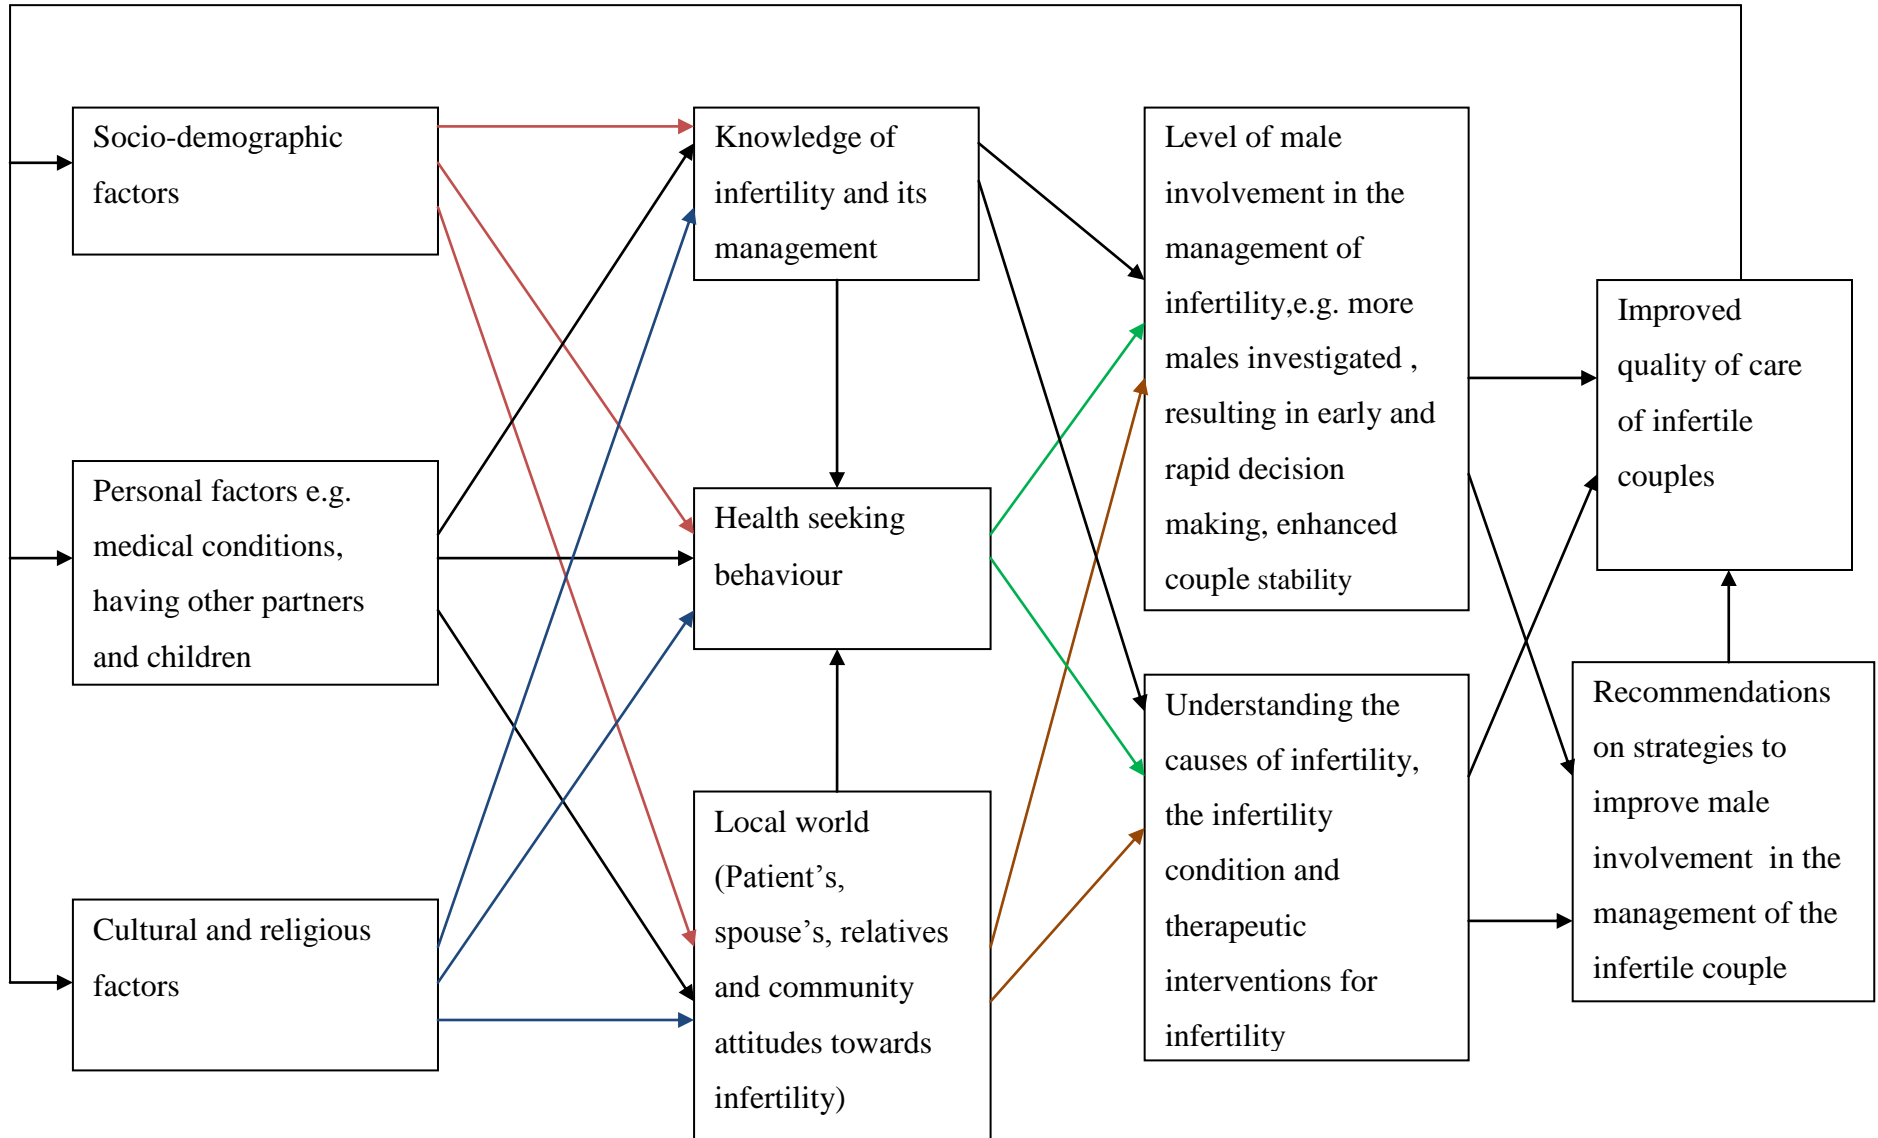 Socio-demographic
factors
Personal factors e.g.
medical conditions,
having other partners
and children
Cultural and religious
factors
Knowledge of
infertility and its
management
Health seeking
behaviour
Local world
(Patient’s,
spouse’s, relatives
and community
attitudes towards
infertility)
Level of male
involvement in the
management of
infertility,e.g. more
males investigated ,
resulting in early and
rapid decision
making, enhanced
couple stability
Understanding the
causes of infertility,
the infertility
condition and
therapeutic
interventions for
infertility
Improved
quality of care
of infertile
couples
Recommendations
on strategies to
improve male
involvement  in the
management of the
infertile couple